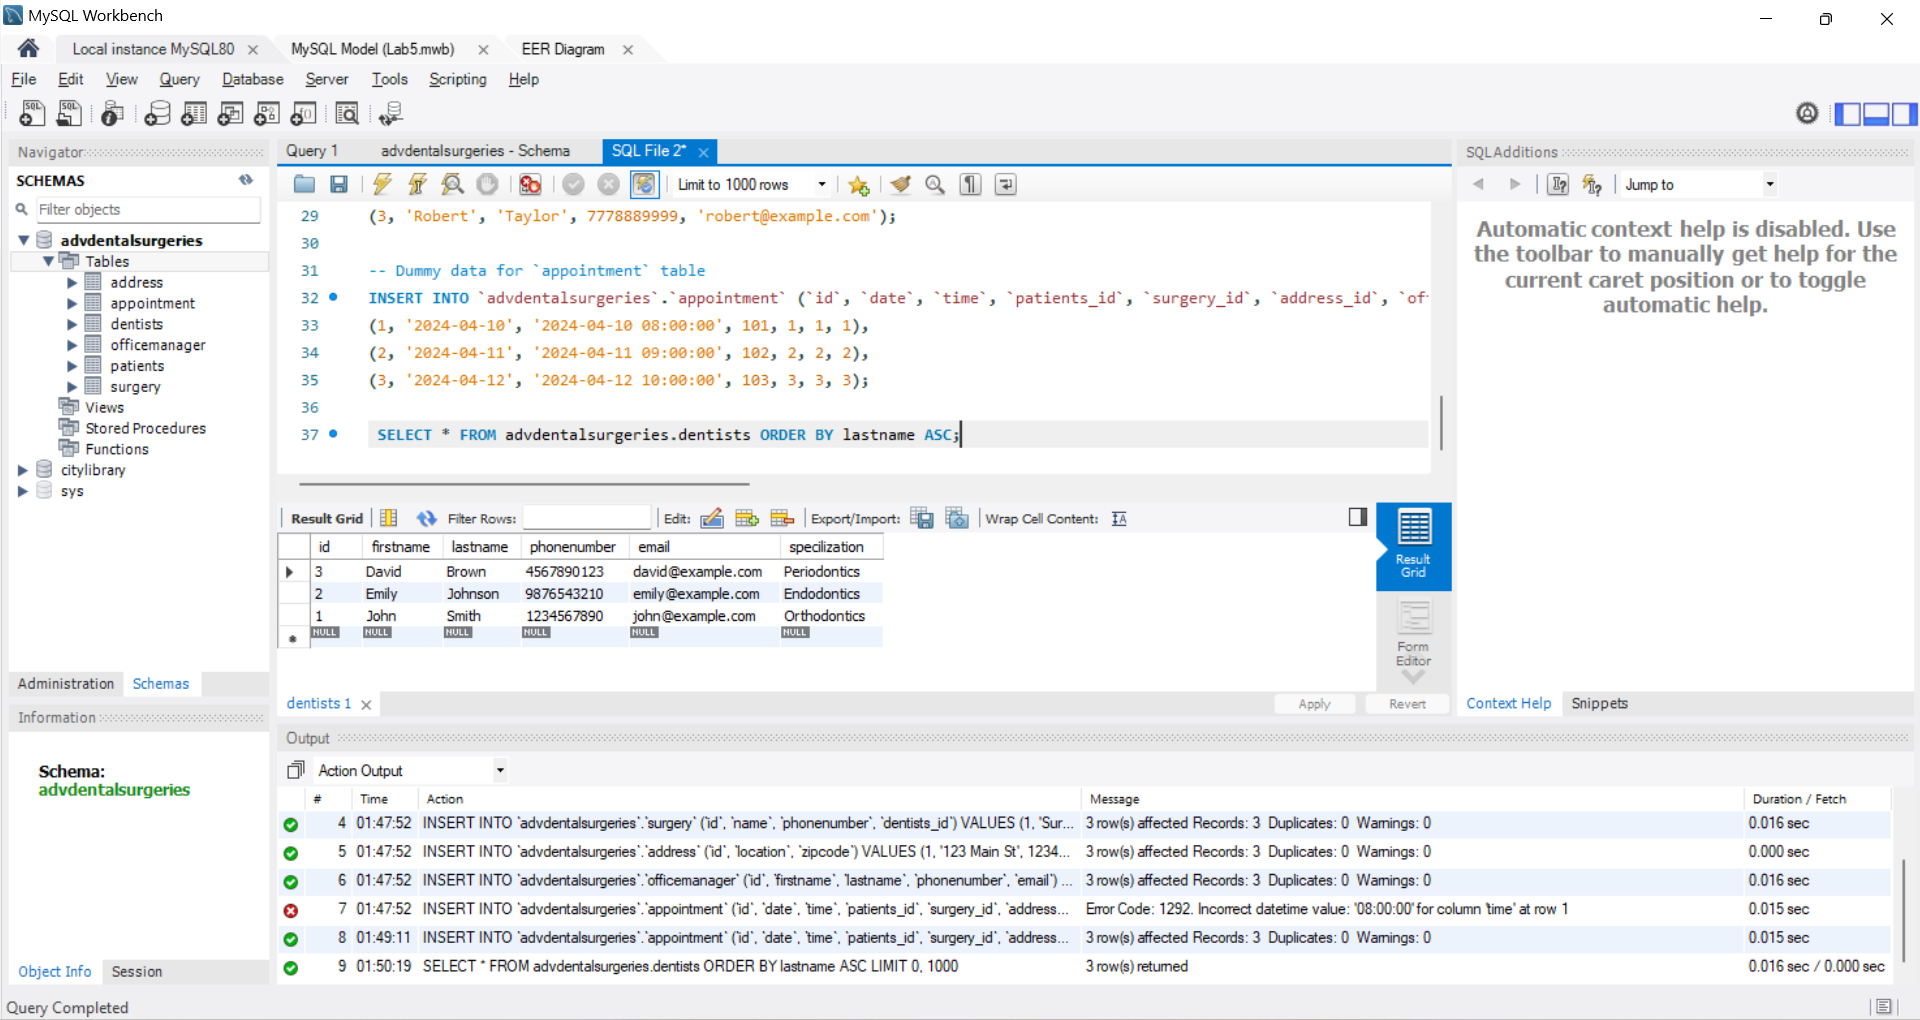 MySQL Workbench
Local instance MySQL80 MySQL Model (Lab5.mwb) EER Diagram
File Edit View Query Database Server Tools Scripting Help
Navigator
SCHEMAS
Filter objects
advdentalsurgeries
Tables
address
appointment
dentists
officemanager
patients
surgery
Views
Stored Procedures
Functions
citylibrary
sys
Administration Schemas
Information
Schema:
advdentalsurgeries
Object Info Session
Query Completed
Query 1 advdentalsurgeries - Schema SQL File 2*
Limit to 1000 rows
29 (3, 'Robert', 'Taylor', 7778889999, 'robert@example.com');
30
31 -- Dummy data for `appointment` table
32 INSERT INTO `advdentalsurgeries`.`appointment` (`id`, `date`, `time`, `patients_id`, `surgery_id`, `address_id`, `of
33 (1, '2024-04-10', '2024-04-10 08:00:00', 101, 1, 1, 1),
34 (2, '2024-04-11', '2024-04-11 09:00:00', 102, 2, 2, 2),
35 (3, '2024-04-12', '2024-04-12 10:00:00', 103, 3, 3, 3);
36
37 SELECT * FROM advdentalsurgeries.dentists ORDER BY lastname ASC;
Result Grid Filter Rows: Edit: Export/Import: Wrap Cell Content:
id firstname lastname phonenumber email specilization
3 David Brown 4567890123 david@example.com Periodontics
2 Emily Johnson 9876543210 emily@example.com Endodontics
1 John Smith 1234567890 john@example.com Orthodontics
NULL NULL NULL NULL NULL NULL
Result
Grid
Form
Editor
dentists 1 Apply Revert
SQLAdditions
Jump to
Automatic context help is disabled. Use
the toolbar to manually get help for the
current caret position or to toggle
automatic help.
Context Help Snippets
Output
Action Output
# Time Action Message Duration / Fetch
4 01:47:52 INSERT INTO `advdentalsurgeries`.`surgery` (`id`, `name`, `phonenumber`, `dentists_id`) VALUES (1, 'Sur... 3 row(s) affected Records: 3 Duplicates: 0 Warnings: 0 0.016 sec
5 01:47:52 INSERT INTO `advdentalsurgeries`.`address` (`id`, `location`, `zipcode`) VALUES (1, '123 Main St', 1234... 3 row(s) affected Records: 3 Duplicates: 0 Warnings: 0 0.000 sec
6 01:47:52 INSERT INTO `advdentalsurgeries`.`officemanager` (`id`, `firstname`, `lastname`, `phonenumber`, `email`) ... 3 row(s) affected Records: 3 Duplicates: 0 Warnings: 0 0.016 sec
7 01:47:52 INSERT INTO `advdentalsurgeries`.`appointment` (`id`, `date`, `time`, `patients_id`, `surgery_id`, `address... Error Code: 1292. Incorrect datetime value: '08:00:00' for column 'time' at row 1 0.015 sec
8 01:49:11 INSERT INTO `advdentalsurgeries`.`appointment` (`id`, `date`, `time`, `patients_id`, `surgery_id`, `address... 3 row(s) affected Records: 3 Duplicates: 0 Warnings: 0 0.015 sec
9 01:50:19 SELECT * FROM advdentalsurgeries.dentists ORDER BY lastname ASC LIMIT 0, 1000 3 row(s) returned 0.016 sec / 0.000 sec